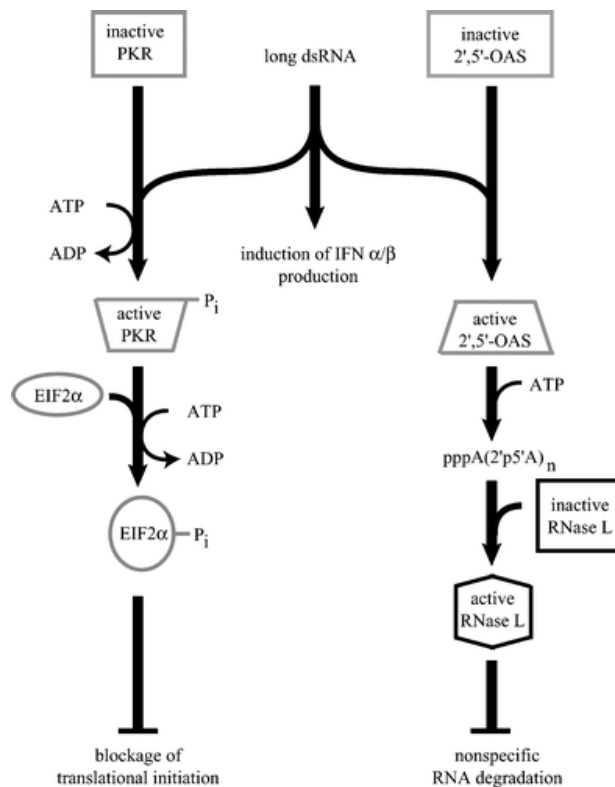 inactive
PKR
long dsRNA
inactive
2',5'-OAS
ATP
ADP
induction of IFN α/β
production
active
PKR
Pi
active
2',5'-OAS
EIF2α
ATP
ADP
ATP
pppA(2'p5'A)n
inactive
RNase L
EIF2α
Pi
active
RNase L
blockage of
translational initiation
nonspecific
RNA degradation